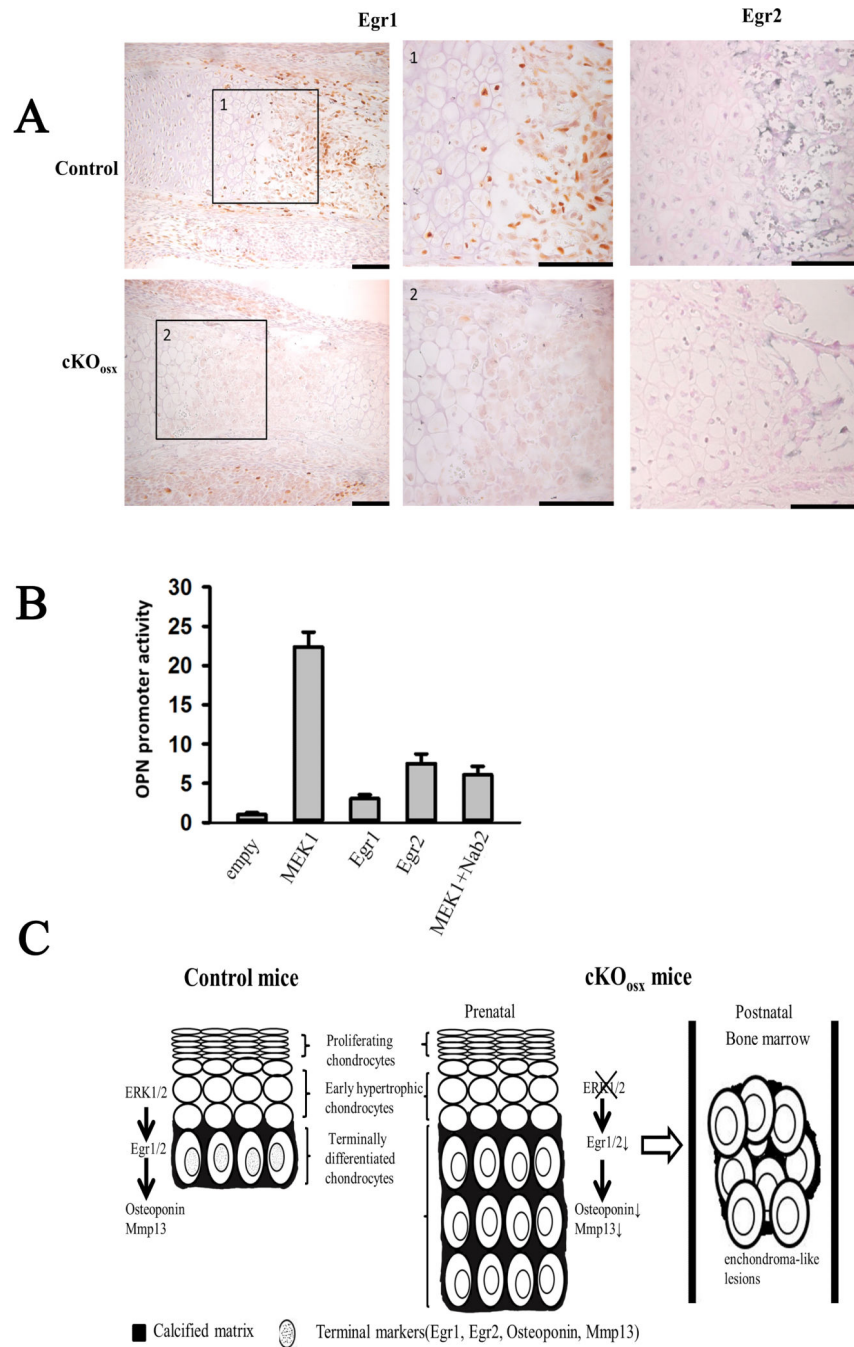 Egr1
Egr2
A
Control
1
1
cKOosx
2
2
B
OPN promoter activity
30
25
20
15
10
5
0
empty
MEK1
Egr1
Egr2
MEK1+Nab2
C
Control mice
cKOosx mice
Prenatal
Postnatal
Bone marrow
Proliferating
chondrocytes
Early hypertrophic
chondrocytes
Terminally
differentiated
chondrocytes
ERK1/2
Egr1/2
Osteoponin
Mmp13
ERK1/2
Egr1/2↓
Osteoponin↓
Mmp13↓
enchondroma-like
lesions
Calcified matrix
Terminal markers(Egr1, Egr2, Osteoponin, Mmp13)